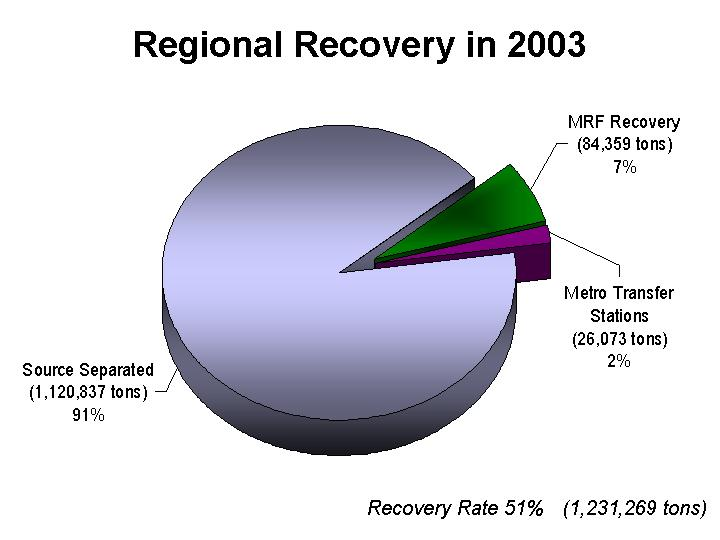 Regional Recovery in 2003
MRF Recovery
(84,359 tons)
7%
Metro Transfer
Stations
(26,073 tons)
2%
Source Separated
(1,120,837 tons)
91%
Recovery Rate 51% (1,231,269 tons)